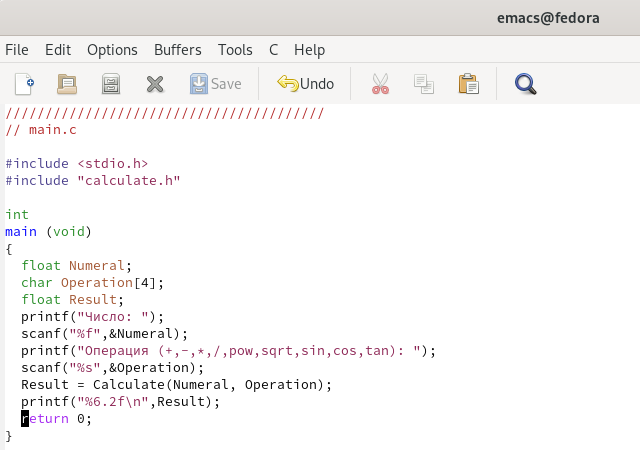 emacs@fedora
File Edit Options Buffers Tools C Help
Save Undo
////////////////////////////////////////
// main.c
#include <stdio.h>
#include "calculate.h"
int
main (void)
{
  float Numeral;
  char Operation[4];
  float Result;
  printf("Число: ");
  scanf("%f",&Numeral);
  printf("Операция (+,-,*,/,pow,sqrt,sin,cos,tan): ");
  scanf("%s",&Operation);
  Result = Calculate(Numeral, Operation);
  printf("%6.2f\n",Result);
  return 0;
}